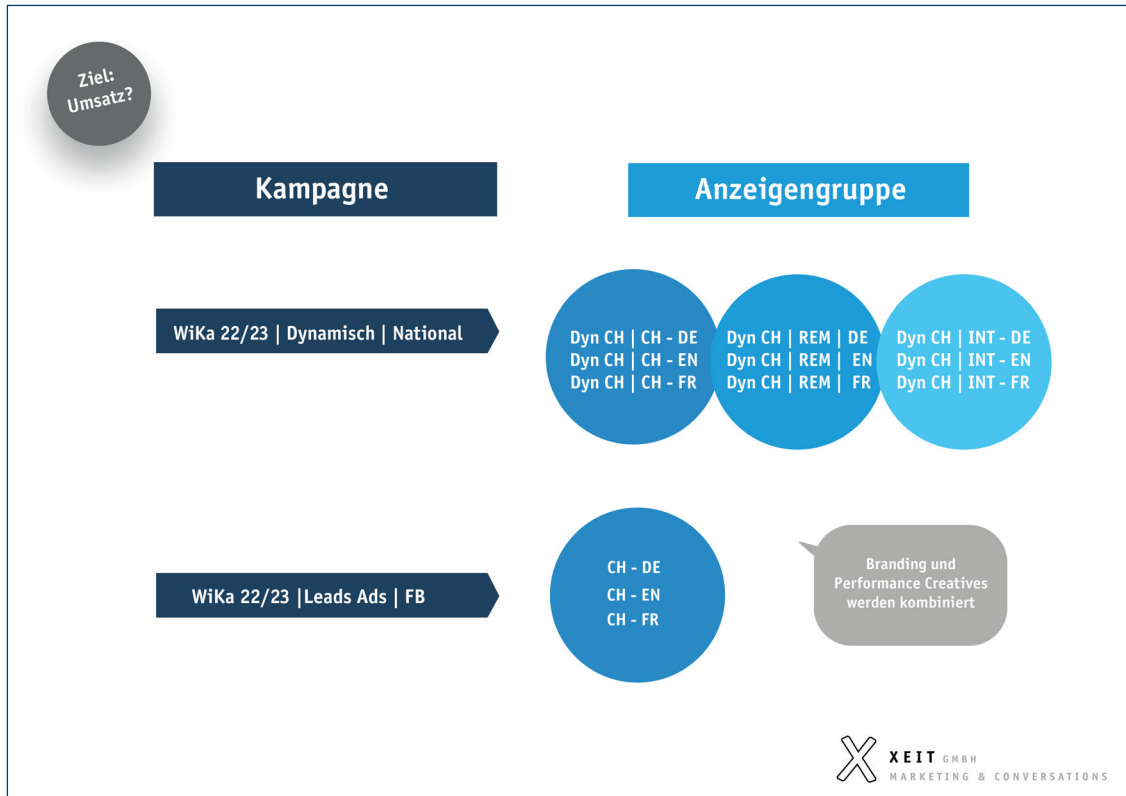 Ziel:
Umsatz?
Kampagne
Anzeigengruppe
WiKa 22/23 | Dynamisch | National
Dyn CH | CH - DE
Dyn CH | CH - EN
Dyn CH | CH - FR
Dyn CH | REM | DE
Dyn CH | REM | EN
Dyn CH | REM | FR
Dyn CH | INT - DE
Dyn CH | INT - EN
Dyn CH | INT - FR
WiKa 22/23 |Leads Ads | FB
CH - DE
CH - EN
CH - FR
Branding und
Performance Creatives
werden kombiniert
X XEIT GMBH
MARKETING & CONVERSATIONS